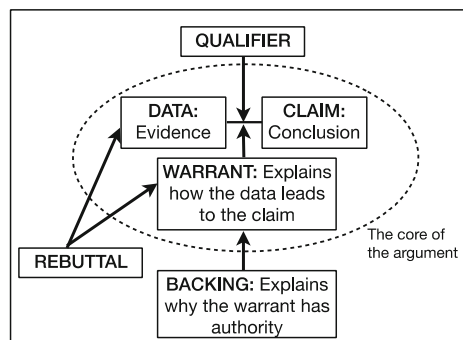 QUALIFIER
DATA:
Evidence
CLAIM:
Conclusion
WARRANT: Explains
how the data leads
to the claim
The core of
the argument
REBUTTAL
BACKING: Explains
why the warrant has
authority